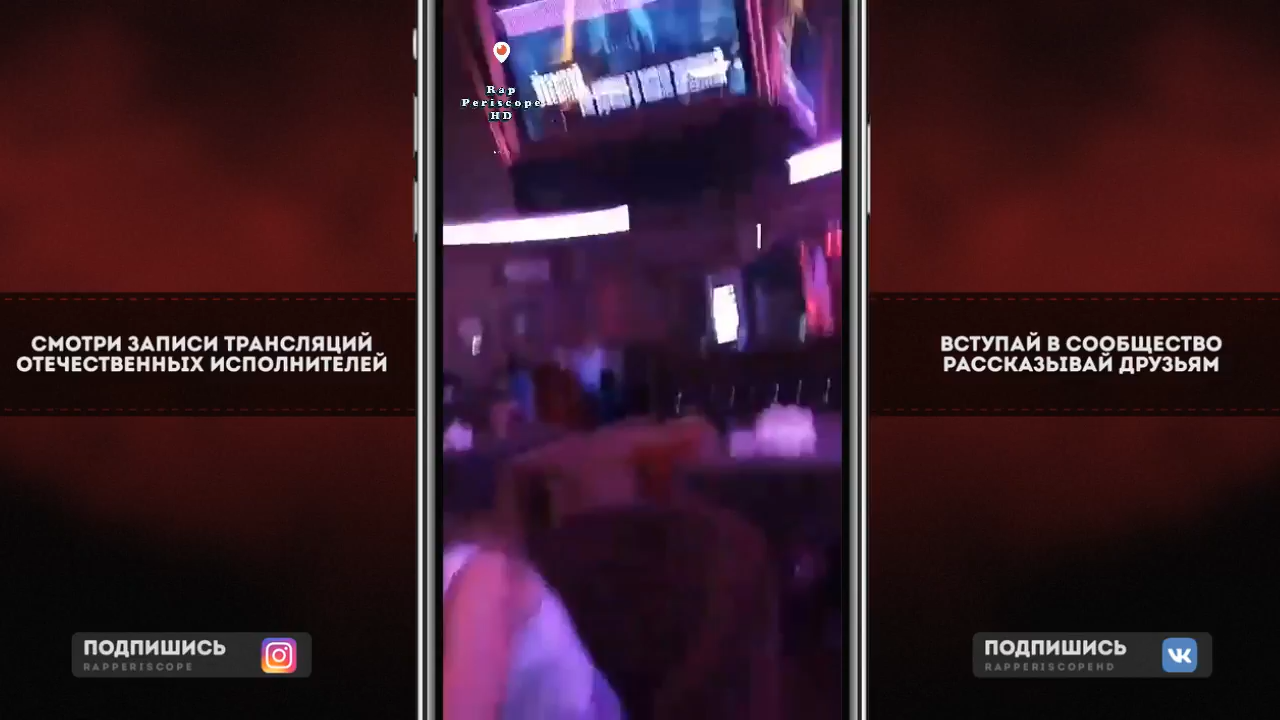 Rap
Periscope
HD
СМОТРИ ЗАПИСИ ТРАНСЛЯЦИЙ
ОТЕЧЕСТВЕННЫХ ИСПОЛНИТЕЛЕЙ
ВСТУПАЙ В СООБЩЕСТВО
РАССКАЗЫВАЙ ДРУЗЬЯМ
ПОДПИШИСЬ
RAPPERISCOPE
ПОДПИШИСЬ
RAPPERISCOPEHD